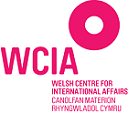 WCIA
WELSH CENTRE FOR
INTERNATIONAL AFFAIRS
CANOLFAN MATERION
RHYNGWLADOL CYMRU